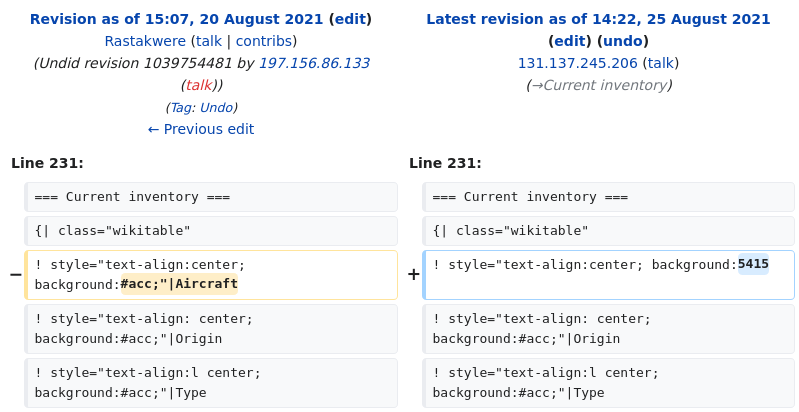 Revision as of 15:07, 20 August 2021 (edit)
Rastakwere (talk | contribs)
(Undid revision 1039754481 by 197.156.86.133
(talk))
(Tag: Undo)
← Previous edit
Latest revision as of 14:22, 25 August 2021
(edit) (undo)
131.137.245.206 (talk)
(→Current inventory)
Line 231:
Line 231:
=== Current inventory ===
=== Current inventory ===
{| class="wikitable"
{| class="wikitable"
−
! style="text-align:center;
background:#acc;"|Aircraft
+
! style="text-align:center; background:5415
! style="text-align: center;
background:#acc;"|Origin
! style="text-align: center;
background:#acc;"|Origin
! style="text-align:l center;
background:#acc;"|Type
! style="text-align:l center;
background:#acc;"|Type